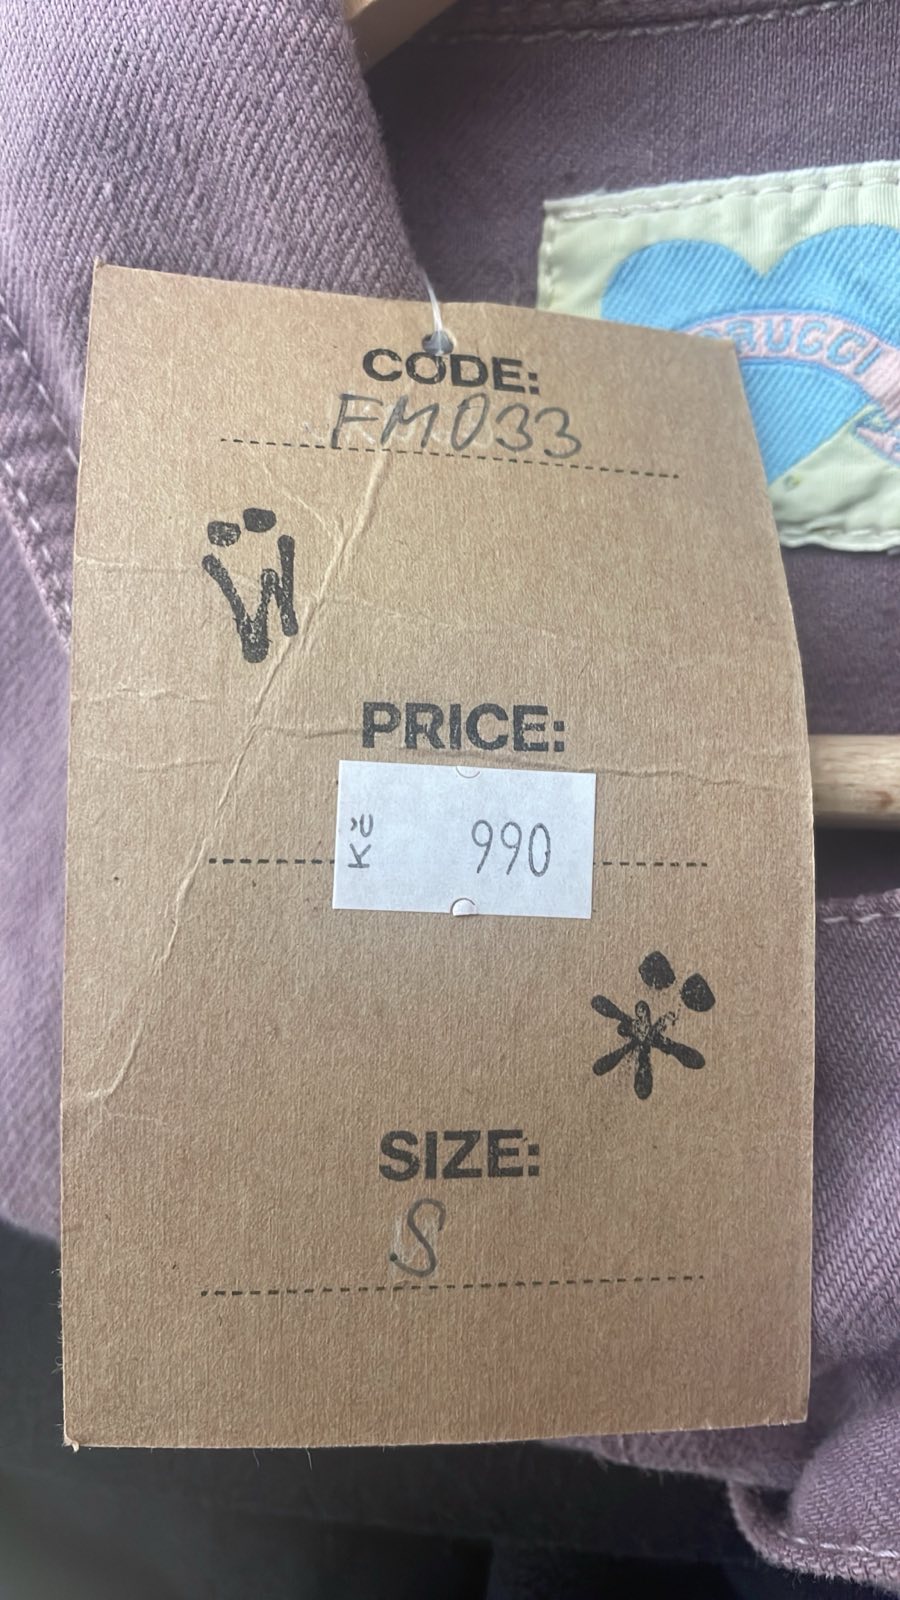 CODE:
FM033
PRICE:
Kč 990
SIZE:
S